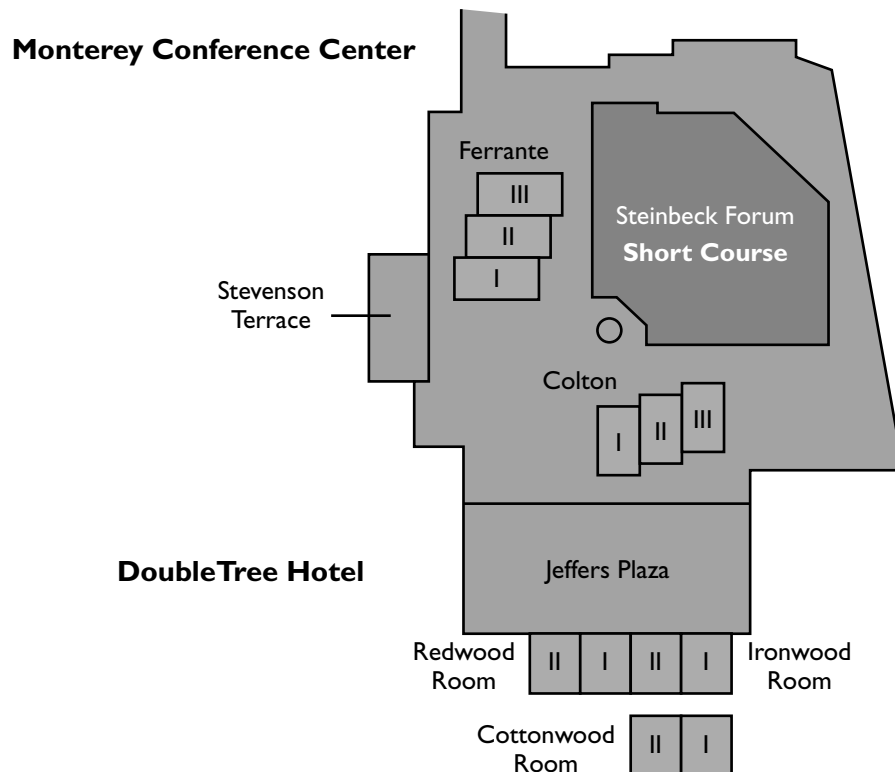 Monterey Conference Center
Ferrante
III
II
I
Steinbeck Forum
Short Course
Stevenson
Terrace
Colton
I
II
III
DoubleTree Hotel
Jeffers Plaza
Redwood
Room
II
I
II
I
Ironwood
Room
Cottonwood
Room
II
I